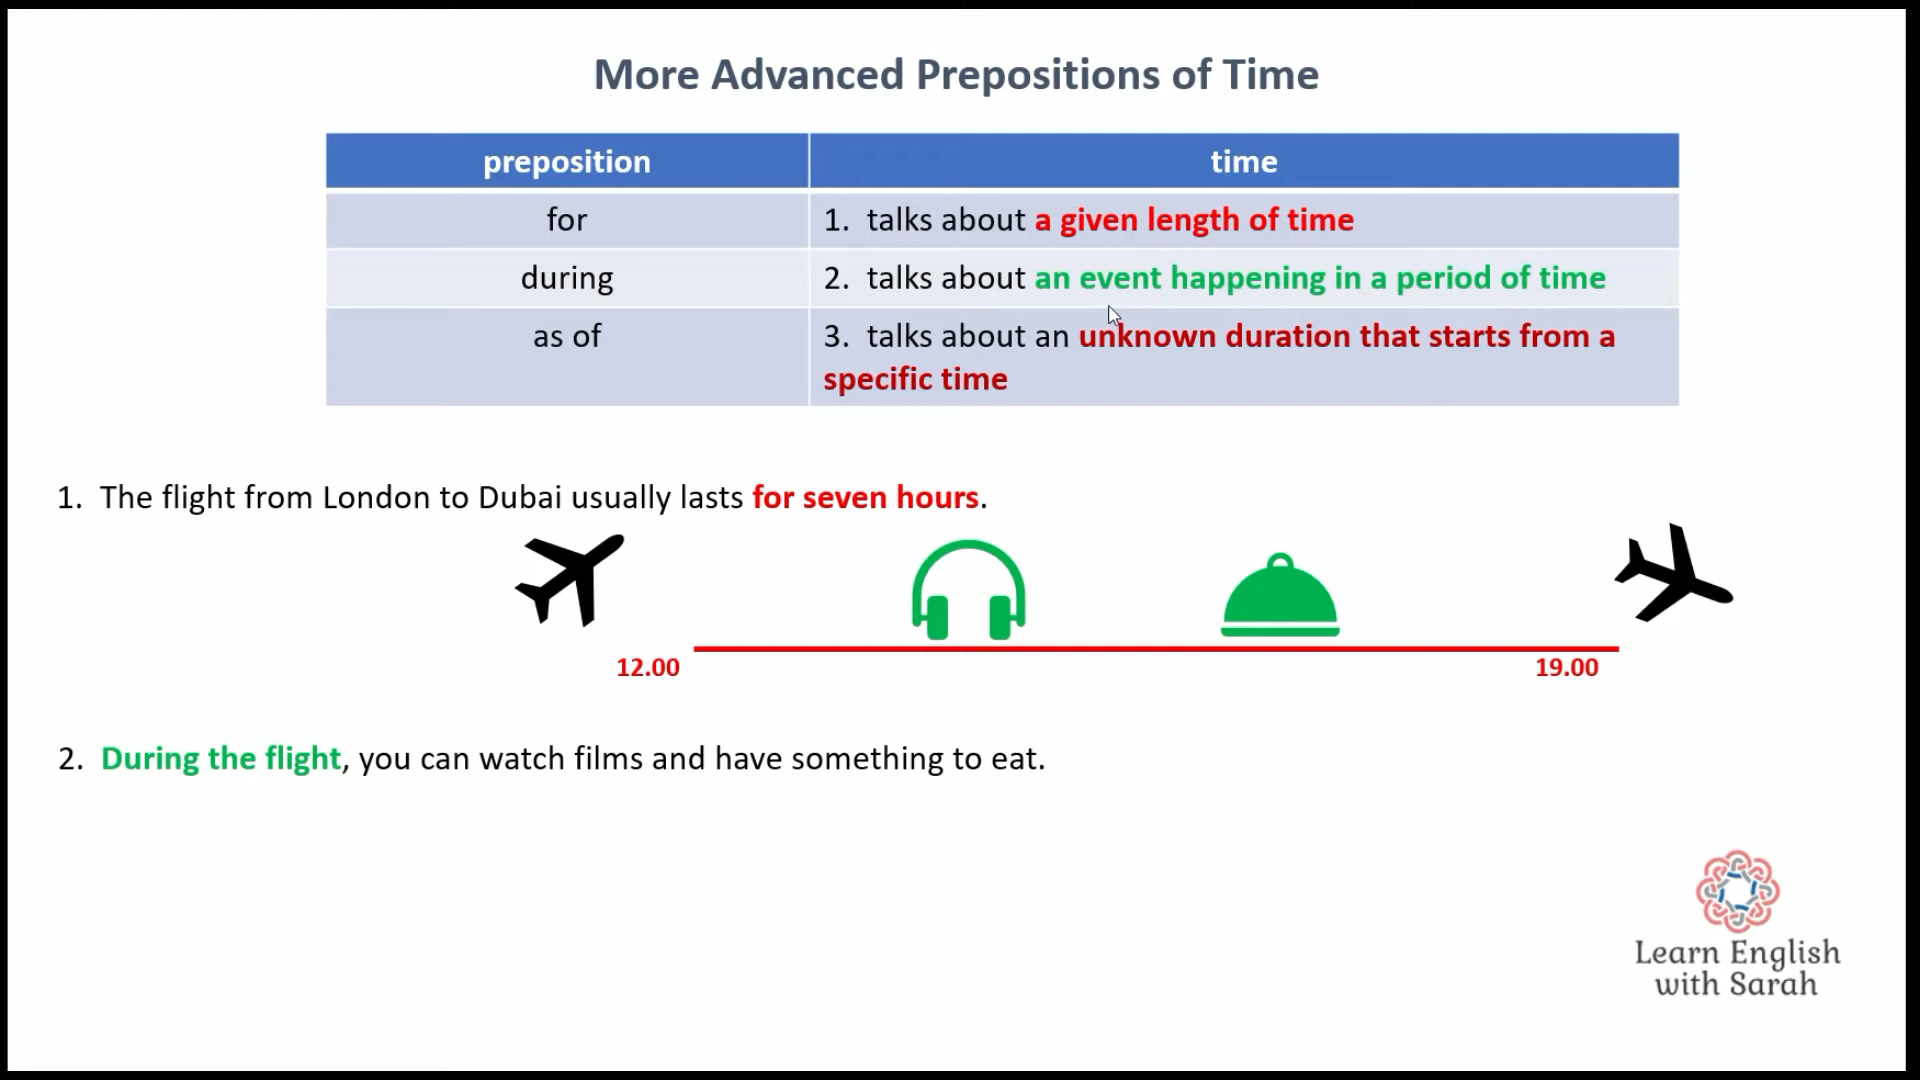 More Advanced Prepositions of Time
preposition
time
for
1. talks about a given length of time
during
2. talks about an event happening in a period of time
as of
3. talks about an unknown duration that starts from a
specific time
1. The flight from London to Dubai usually lasts for seven hours.
12.00
19.00
2. During the flight, you can watch films and have something to eat.
Learn English
with Sarah